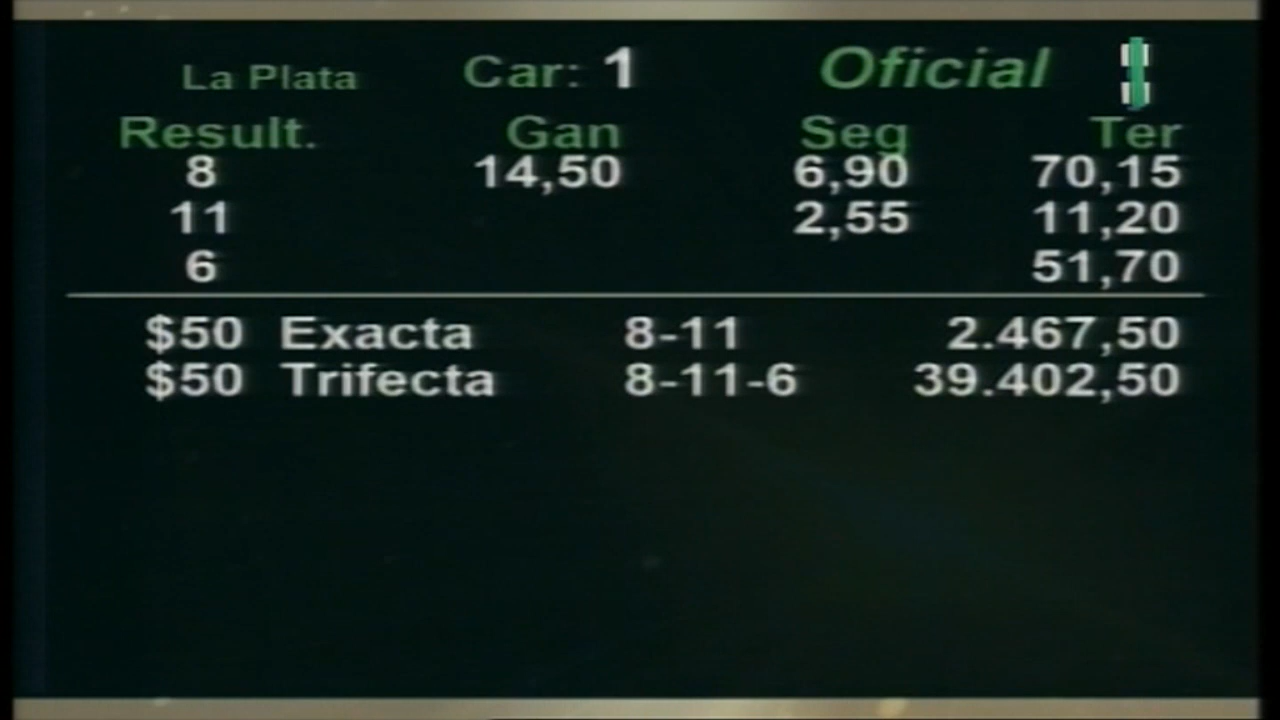 La Plata Car: 1 Oficial
Result. Gan Seg Ter
8 14,50 6,90 70,15
11 2,55 11,20
6 51,70
$50 Exacta 8-11 2.467,50
$50 Trifecta 8-11-6 39.402,50